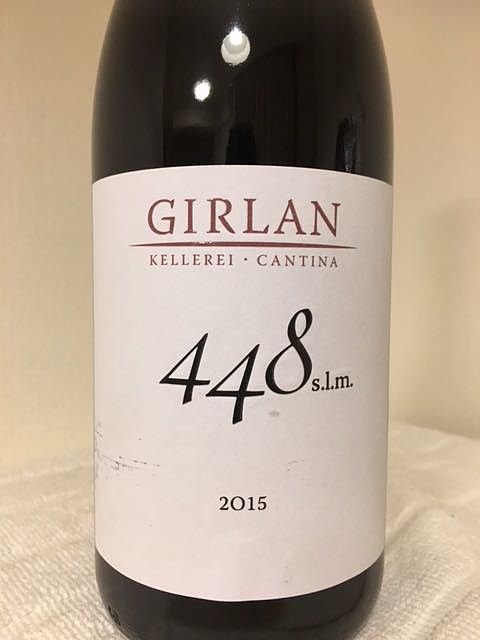 GIRLAN
KELLEREI · CANTINA
448 s.l.m.
2015